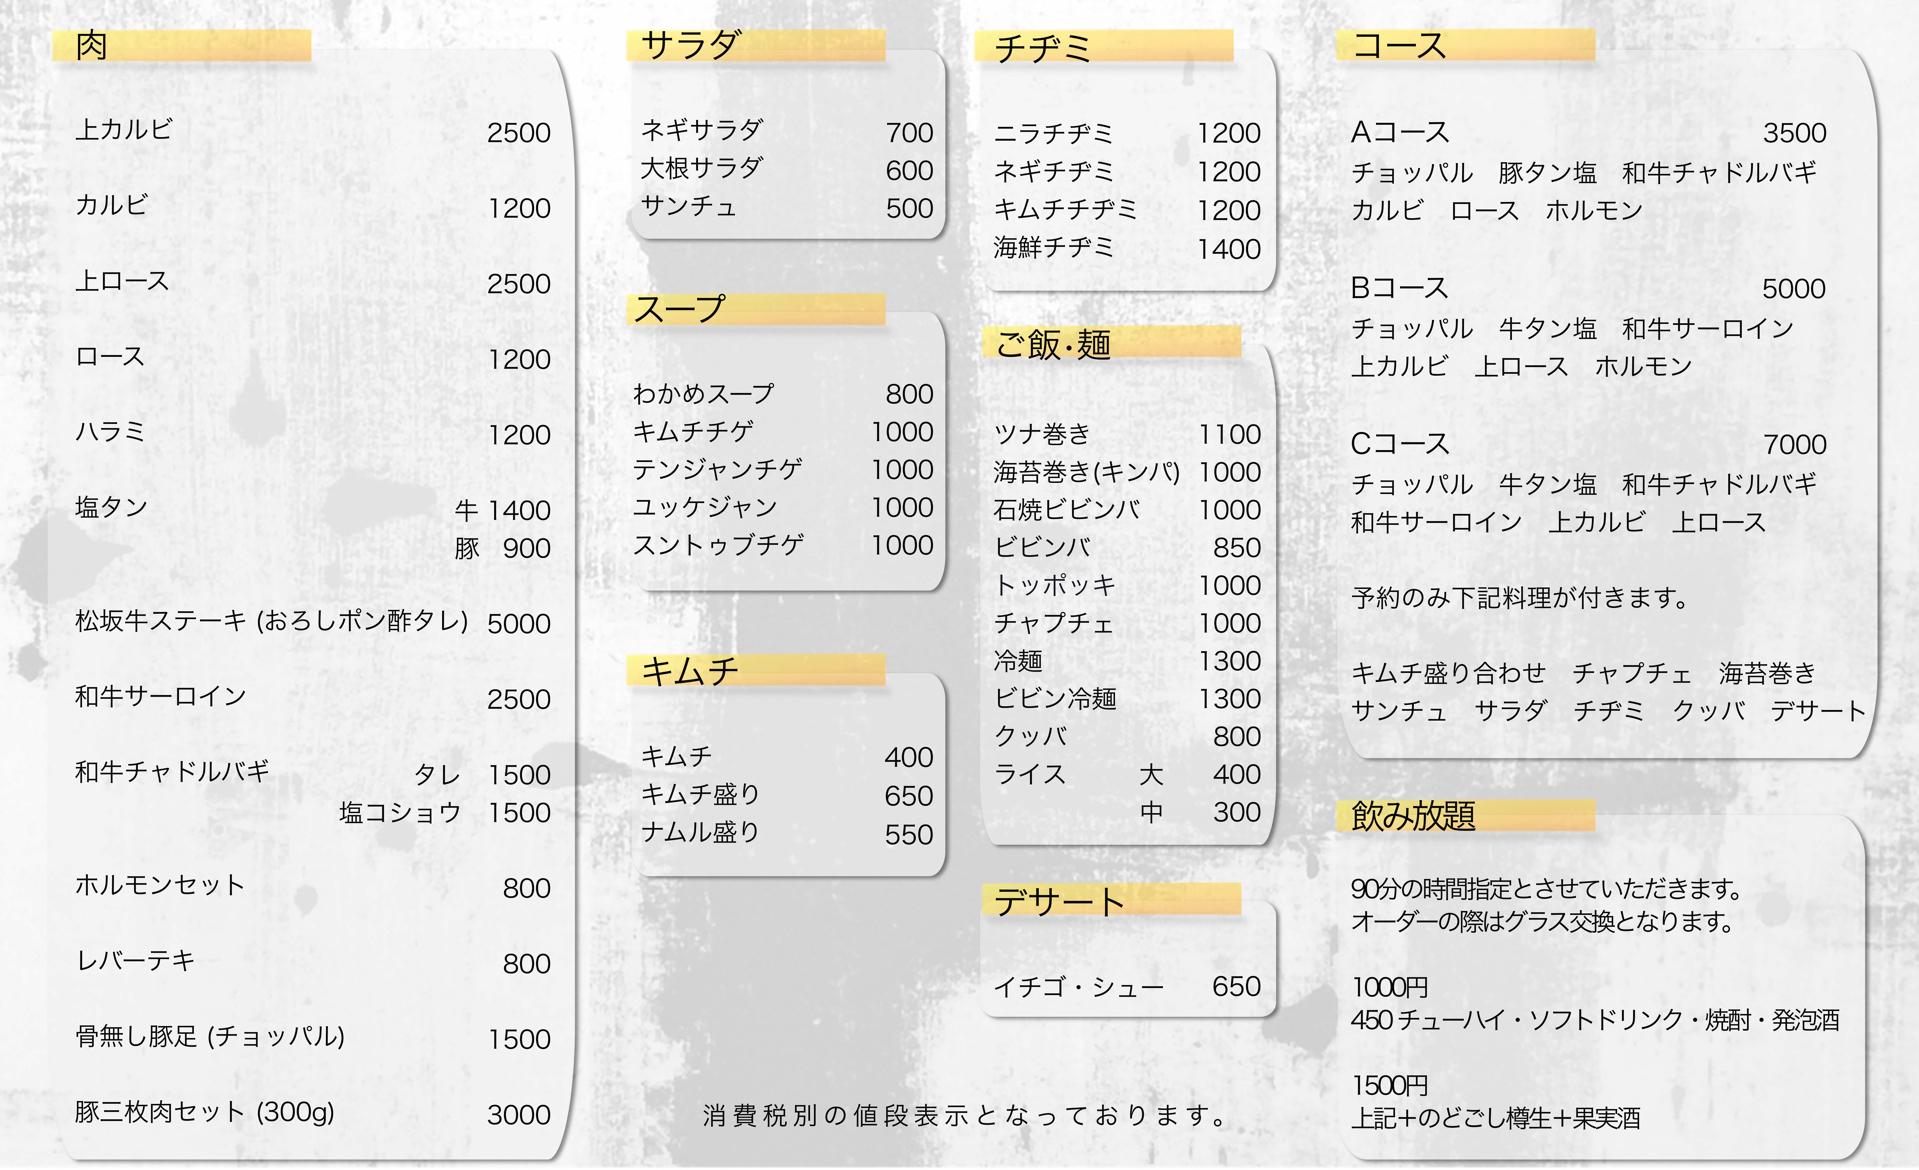 肉
上カルビ 2500
カルビ 1200
上ロース 2500
ロース 1200
ハラミ 1200
塩タン 牛 1400
豚 900
松坂牛ステーキ (おろしポン酢タレ) 5000
和牛サーロイン 2500
和牛チャドルバギ タレ 1500
塩コショウ 1500
ホルモンセット 800
レバーテキ 800
骨無し豚足 (チョッパル) 1500
豚三枚肉セット (300g) 3000
サラダ
ネギサラダ 700
大根サラダ 600
サンチュ 500
スープ
わかめスープ 800
キムチチゲ 1000
テンジャンチゲ 1000
ユッケジャン 1000
スントゥブチゲ 1000
キムチ
キムチ 400
キムチ盛り 650
ナムル盛り 550
チヂミ
ニラチヂミ 1200
ネギチヂミ 1200
キムチチヂミ 1200
海鮮チヂミ 1400
ご飯・麺
ツナ巻き 1100
海苔巻き(キンパ) 1000
石焼ビビンバ 1000
ビビンバ 850
トッポッキ 1000
チャプチェ 1000
冷麺 1300
ビビン冷麺 1300
クッパ 800
ライス 大 400
中 300
デザート
イチゴ・シュー 650
消費税別の値段表示となっております。
コース
Aコース 3500
チョッパル 豚タン塩 和牛チャドルバギ
カルビ ロース ホルモン
Bコース 5000
チョッパル 牛タン塩 和牛サーロイン
上カルビ 上ロース ホルモン
Cコース 7000
チョッパル 牛タン塩 和牛チャドルバギ
和牛サーロイン 上カルビ 上ロース
予約のみ下記料理が付きます。
キムチ盛り合わせ チャプチェ 海苔巻き
サンチュ サラダ チヂミ クッパ デザート
飲み放題
90分の時間指定とさせていただきます。
オーダーの際はグラス交換となります。
1000円
450 チューハイ・ソフトドリンク・焼酎・発泡酒
1500円
上記＋のどごし樽生＋果実酒